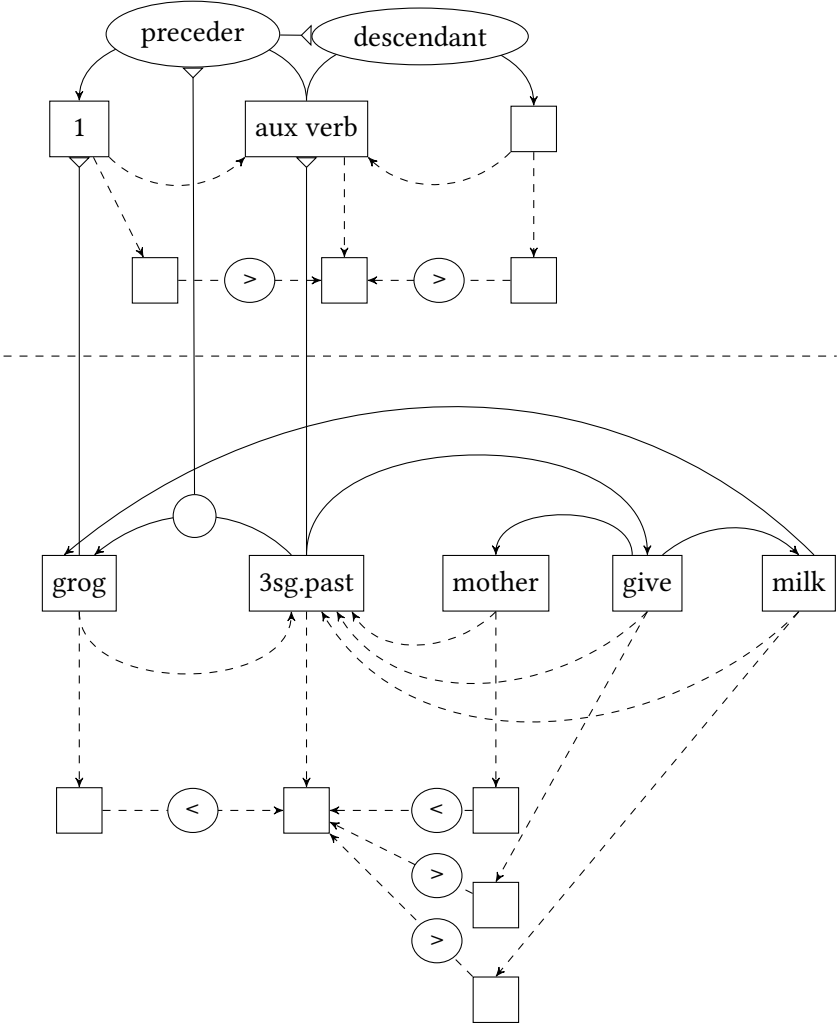 preceder descendant
1 aux verb
> >
grog 3sg.past mother give milk
< <
>
>